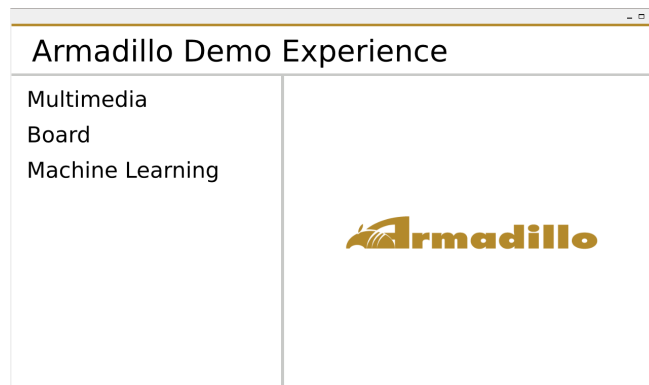 Armadillo Demo Experience
Multimedia
Board
Machine Learning
Armadillo